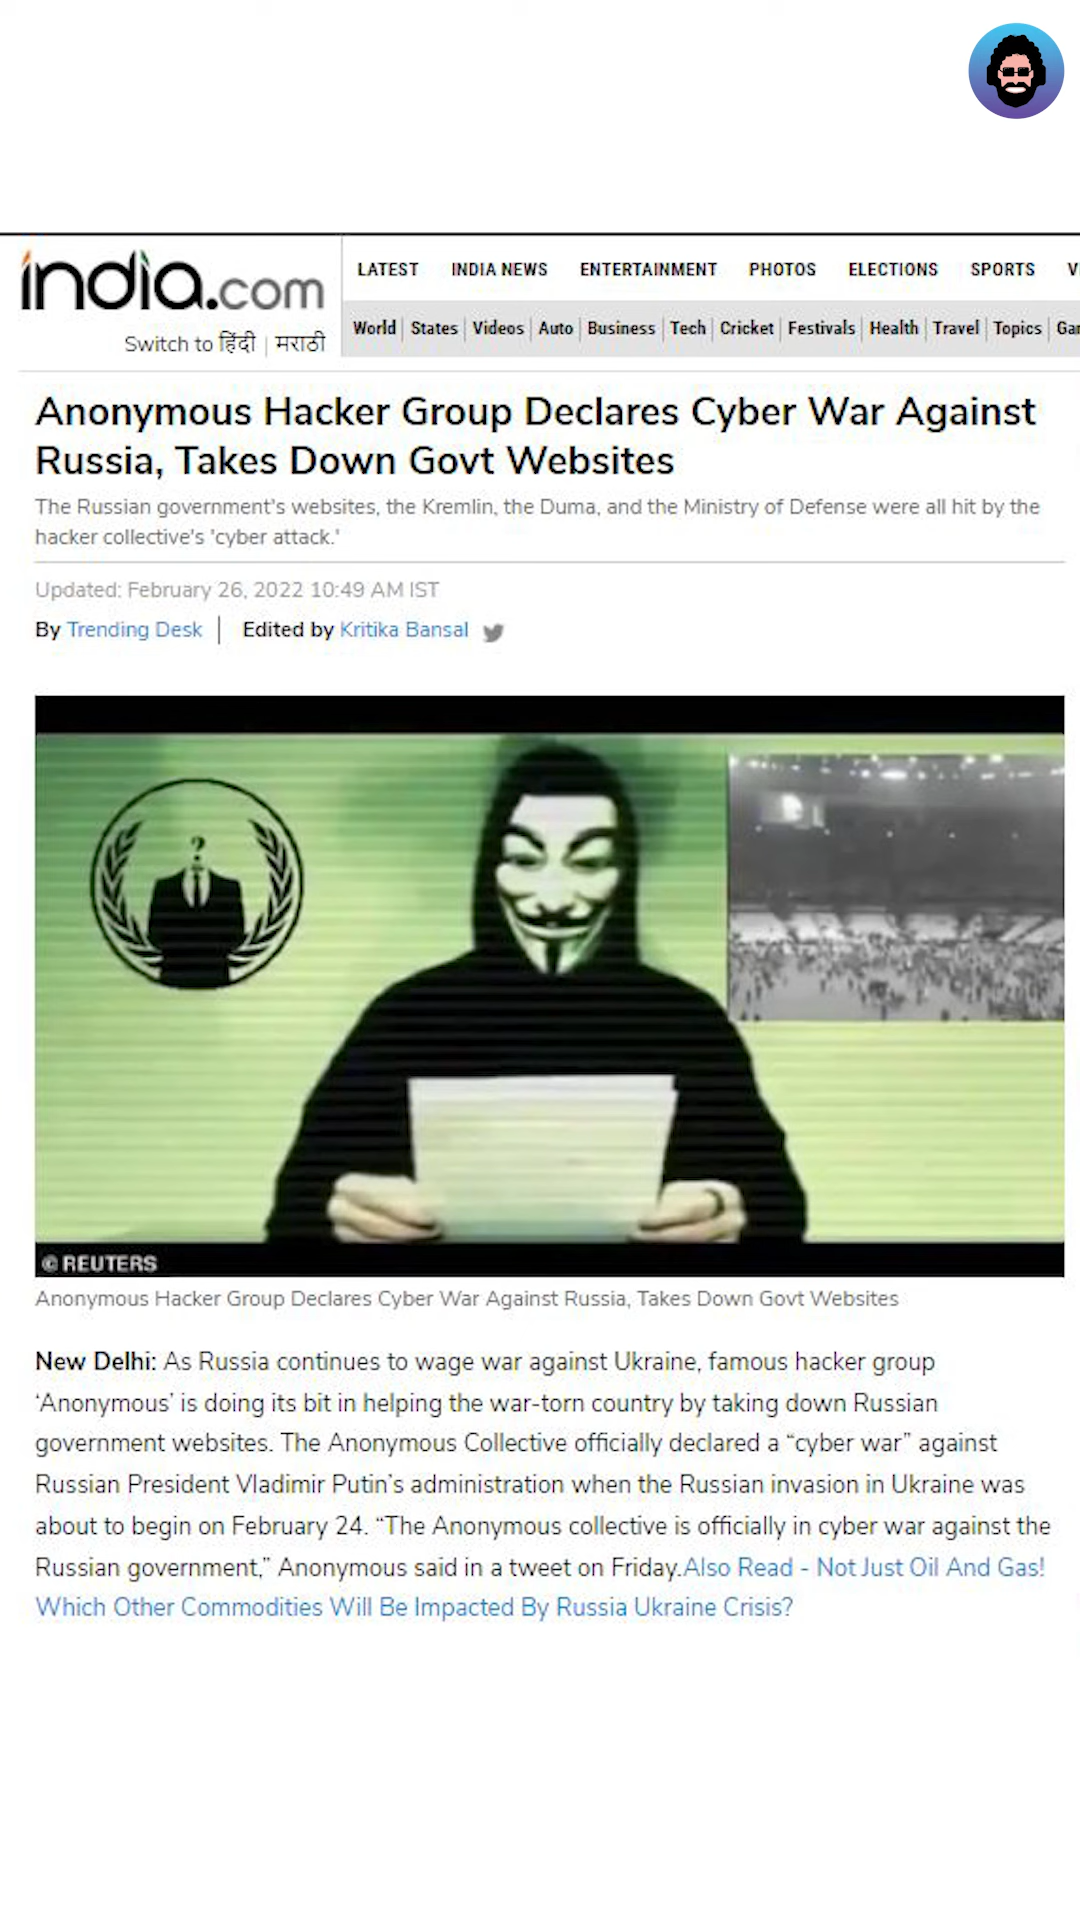 india.com
LATEST INDIA NEWS ENTERTAINMENT PHOTOS ELECTIONS SPORTS V
Switch to हिंदी | मराठी
World | States | Videos | Auto | Business | Tech | Cricket | Festivals | Health | Travel | Topics | Gar
Anonymous Hacker Group Declares Cyber War Against
Russia, Takes Down Govt Websites
The Russian government's websites, the Kremlin, the Duma, and the Ministry of Defense were all hit by the
hacker collective's 'cyber attack.'
Updated: February 26, 2022 10:49 AM IST
By Trending Desk | Edited by Kritika Bansal
?
© REUTERS
Anonymous Hacker Group Declares Cyber War Against Russia, Takes Down Govt Websites
New Delhi: As Russia continues to wage war against Ukraine, famous hacker group
‘Anonymous’ is doing its bit in helping the war-torn country by taking down Russian
government websites. The Anonymous Collective officially declared a “cyber war” against
Russian President Vladimir Putin’s administration when the Russian invasion in Ukraine was
about to begin on February 24. “The Anonymous collective is officially in cyber war against the
Russian government,” Anonymous said in a tweet on Friday.Also Read - Not Just Oil And Gas!
Which Other Commodities Will Be Impacted By Russia Ukraine Crisis?